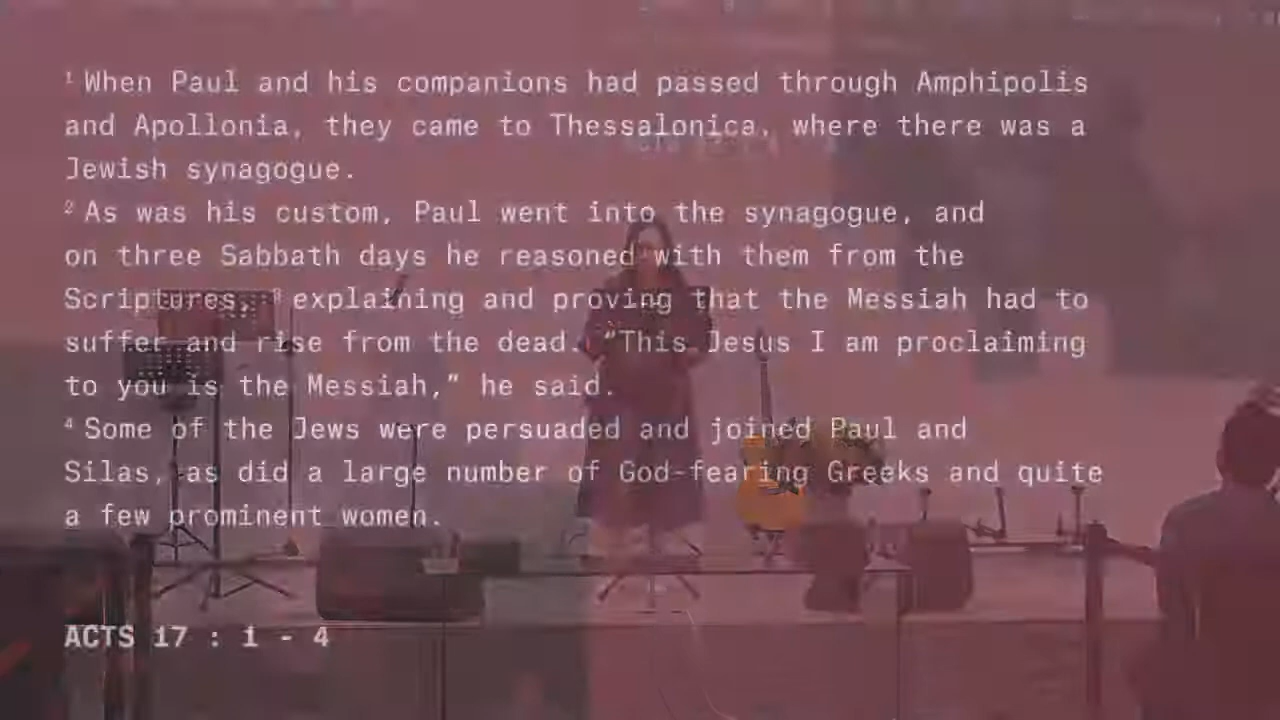 ¹ When Paul and his companions had passed through Amphipolis
and Apollonia, they came to Thessalonica, where there was a
Jewish synagogue.
² As was his custom, Paul went into the synagogue, and
on three Sabbath days he reasoned with them from the
Scriptures, ³ explaining and proving that the Messiah had to
suffer and rise from the dead. “This Jesus I am proclaiming
to you is the Messiah,” he said.
⁴ Some of the Jews were persuaded and joined Paul and
Silas, as did a large number of God-fearing Greeks and quite
a few prominent women.
ACTS 17 : 1 - 4